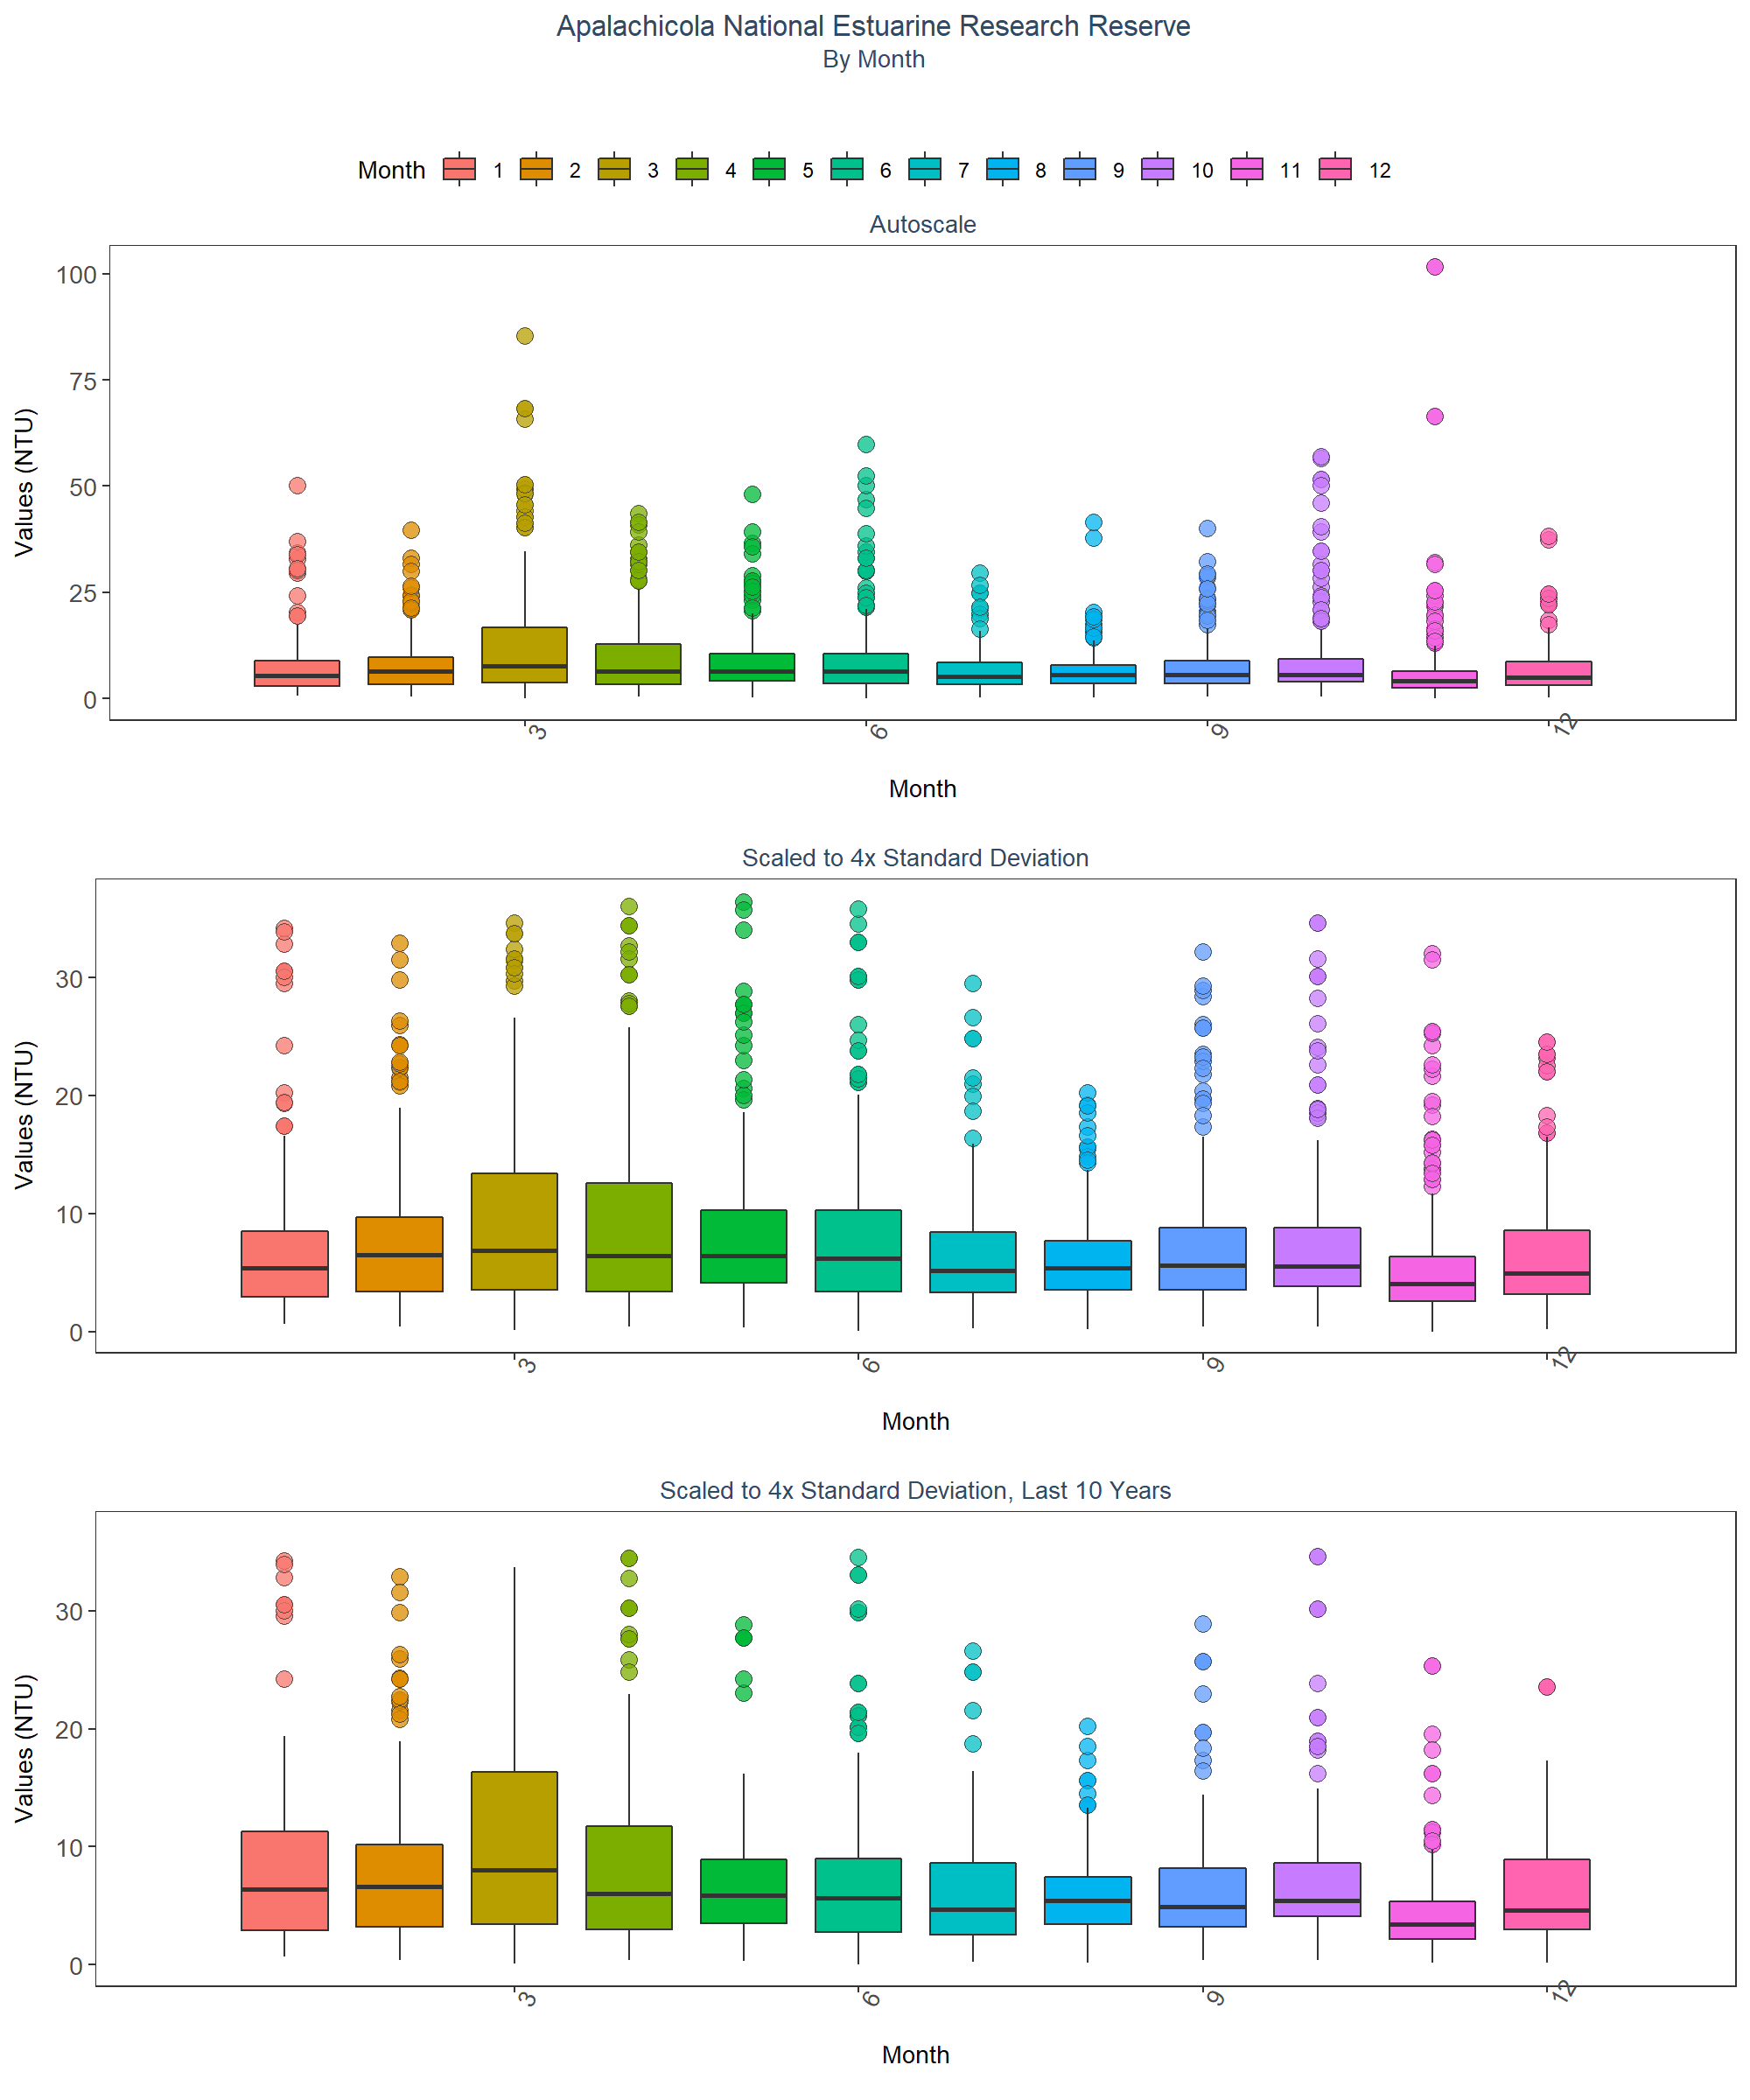 Apalachicola National Estuarine Research Reserve
By Month
Month 1 2 3 4 5 6 7 8 9 10 11 12
Autoscale
Values (NTU)
100
75
50
25
0
3 6 9 12
Month
Scaled to 4x Standard Deviation
Values (NTU)
30
20
10
0
3 6 9 12
Month
Scaled to 4x Standard Deviation, Last 10 Years
Values (NTU)
30
20
10
0
3 6 9 12
Month